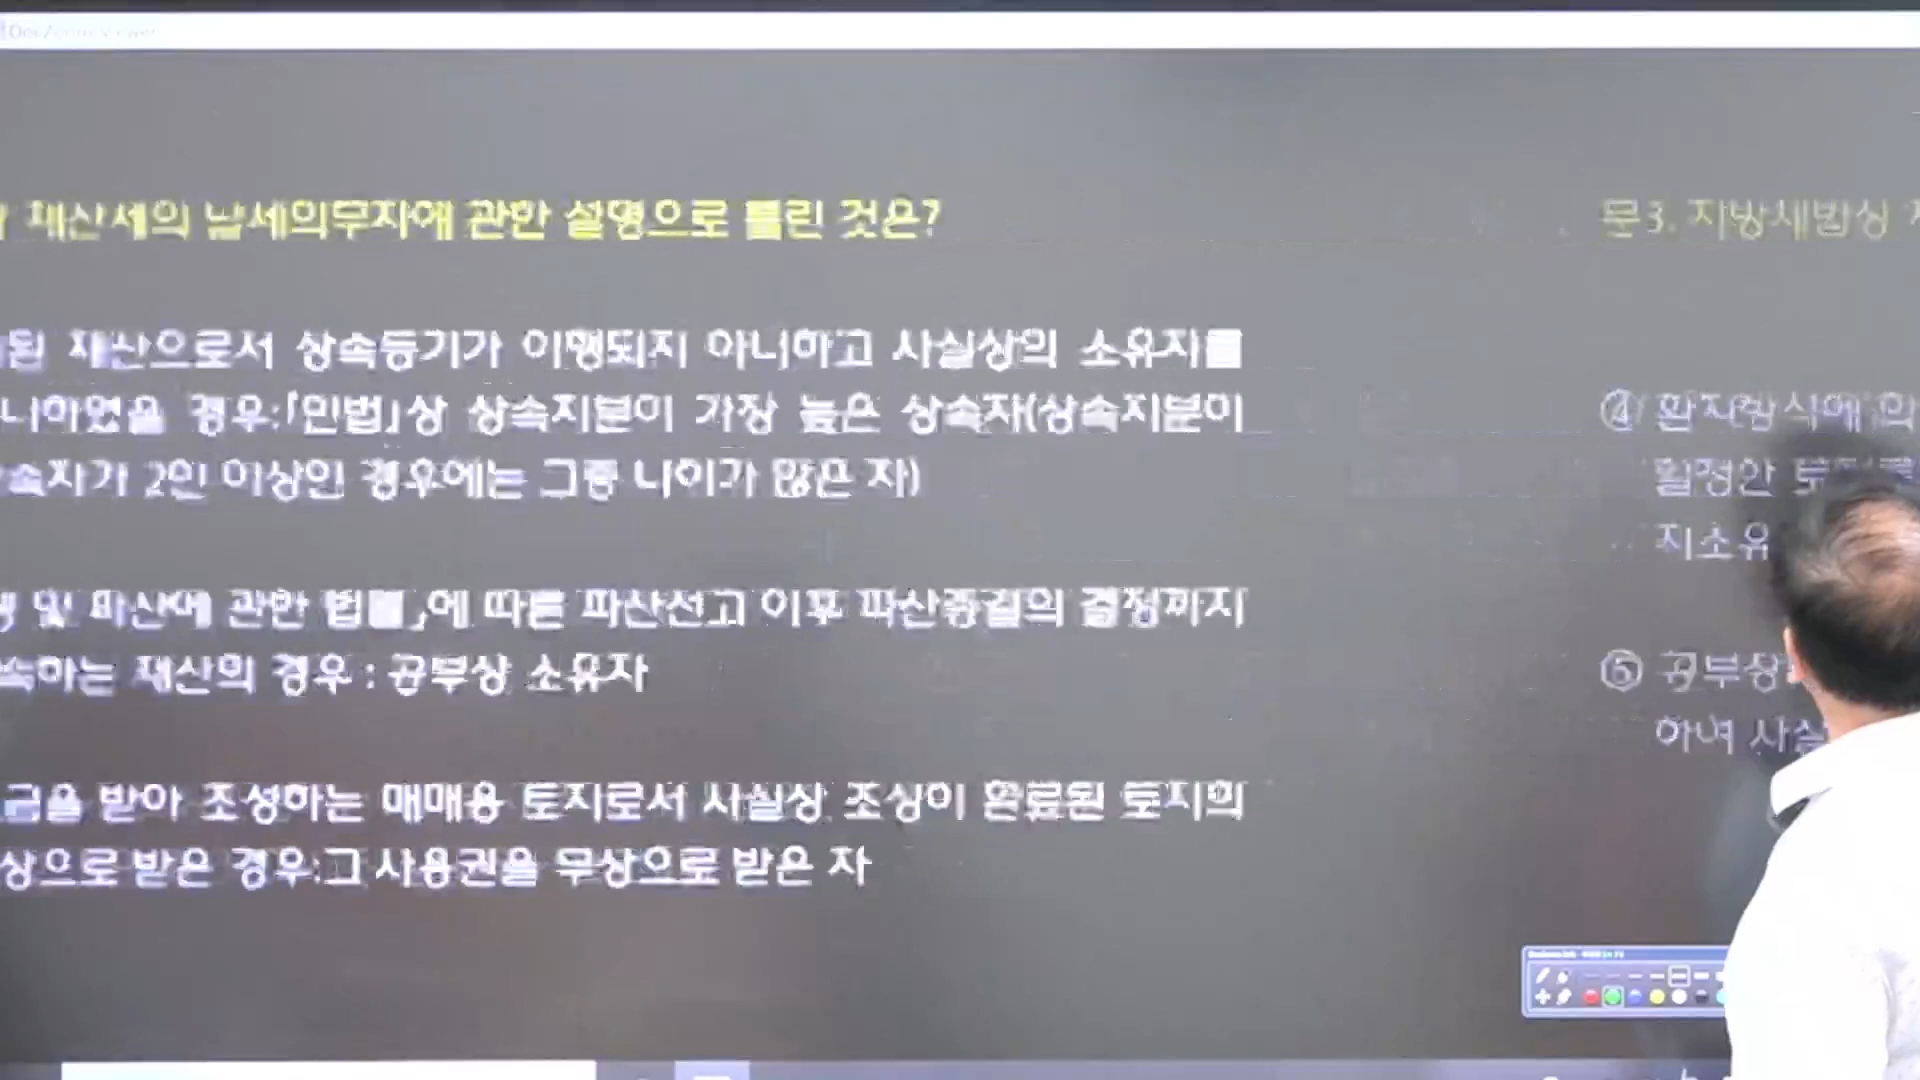 재산세의 납세의무자에 관한 설명으로 틀린 것은?
된 재산으로서 상속등기가 이행되지 아니하고 사실상의 소유자를
니하였을 경우:「민법」상 상속지분이 가장 높은 상속자(상속지분이
속자가 2인 이상인 경우에는 그중 나이가 많은 자)
및 파산에 관한 법률」에 따른 파산선고 이후 파산종결의 결정까지
속하는 재산의 경우 : 공부상 소유자
급을 받아 조성하는 매매용 토지로서 사실상 조성이 완료된 토지의
상으로 받은 경우:그 사용권을 무상으로 받은 자
문3. 지방세법상
④ 환지방식에 의
지소유
⑤ 공부상
하여 사실